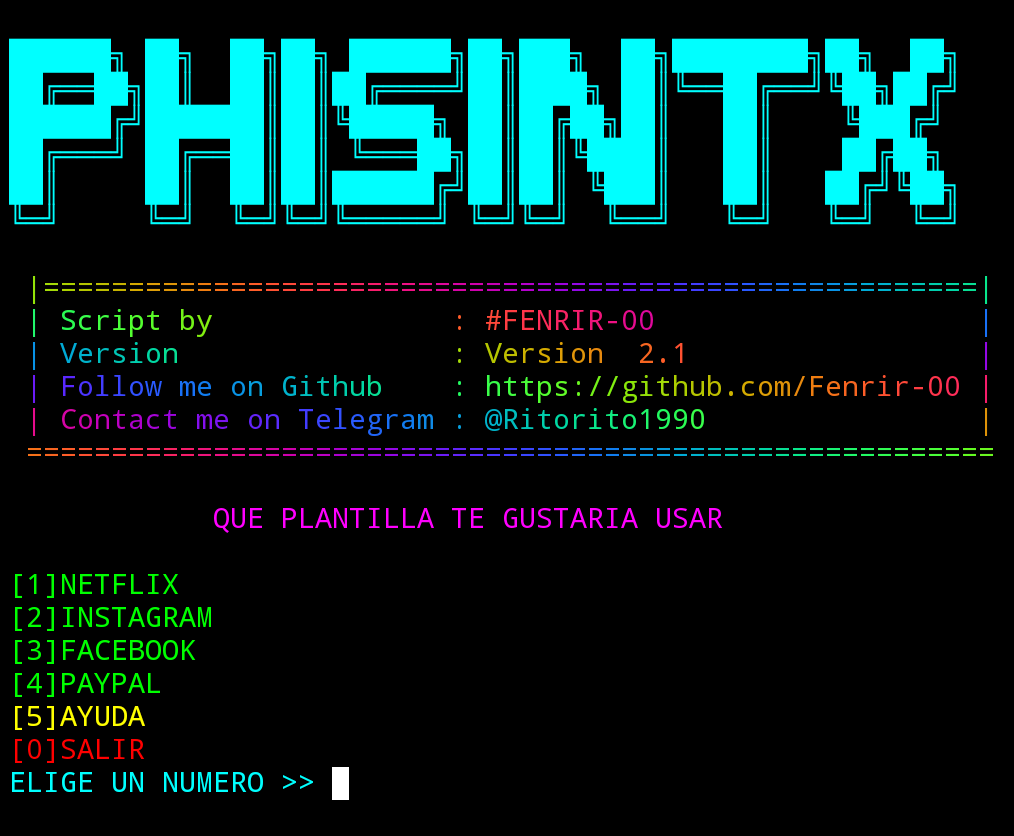 PHISINTX
|=======================================================|
| Script by : #FENRIR-00 |
| Version : Version 2.1 |
| Follow me on Github : https://github.com/Fenrir-00 |
| Contact me on Telegram : @Ritorito1990 |
=========================================================
QUE PLANTILLA TE GUSTARIA USAR
[1]NETFLIX
[2]INSTAGRAM
[3]FACEBOOK
[4]PAYPAL
[5]AYUDA
[0]SALIR
ELIGE UN NUMERO >>